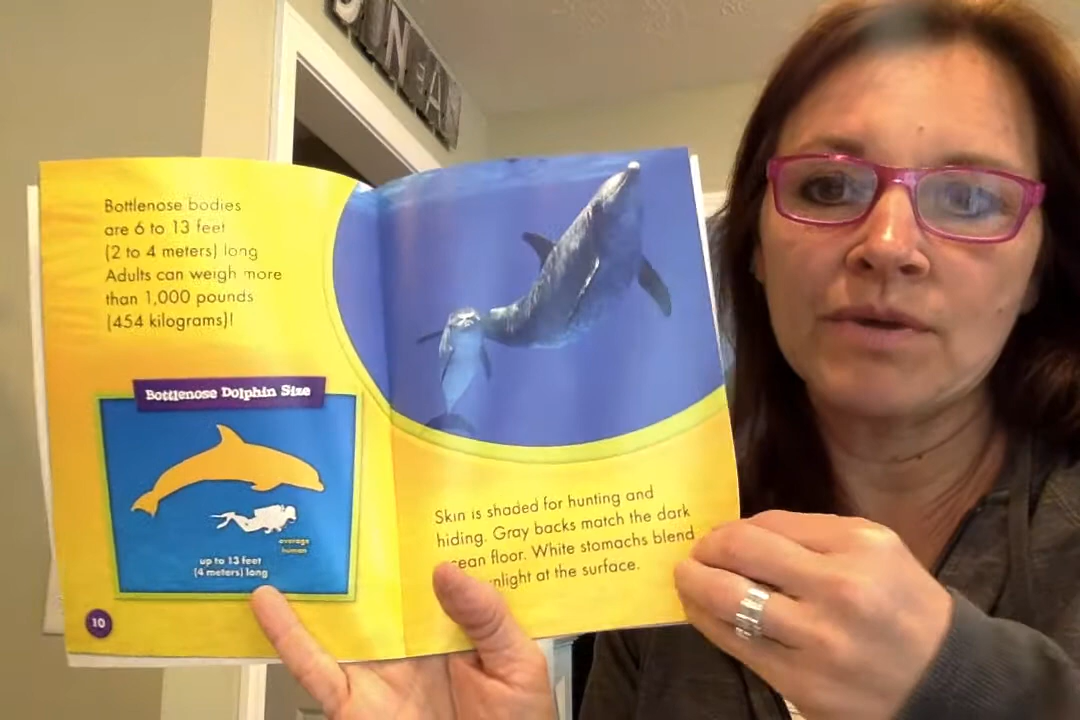 Bottlenose bodies
are 6 to 13 feet
(2 to 4 meters) long
Adults can weigh more
than 1,000 pounds
(454 kilograms)!
Bottlenose Dolphin Size
average
human
up to 13 feet
(4 meters) long
10
Skin is shaded for hunting and
hiding. Gray backs match the dark
floor. White stomachs blend
at the surface.